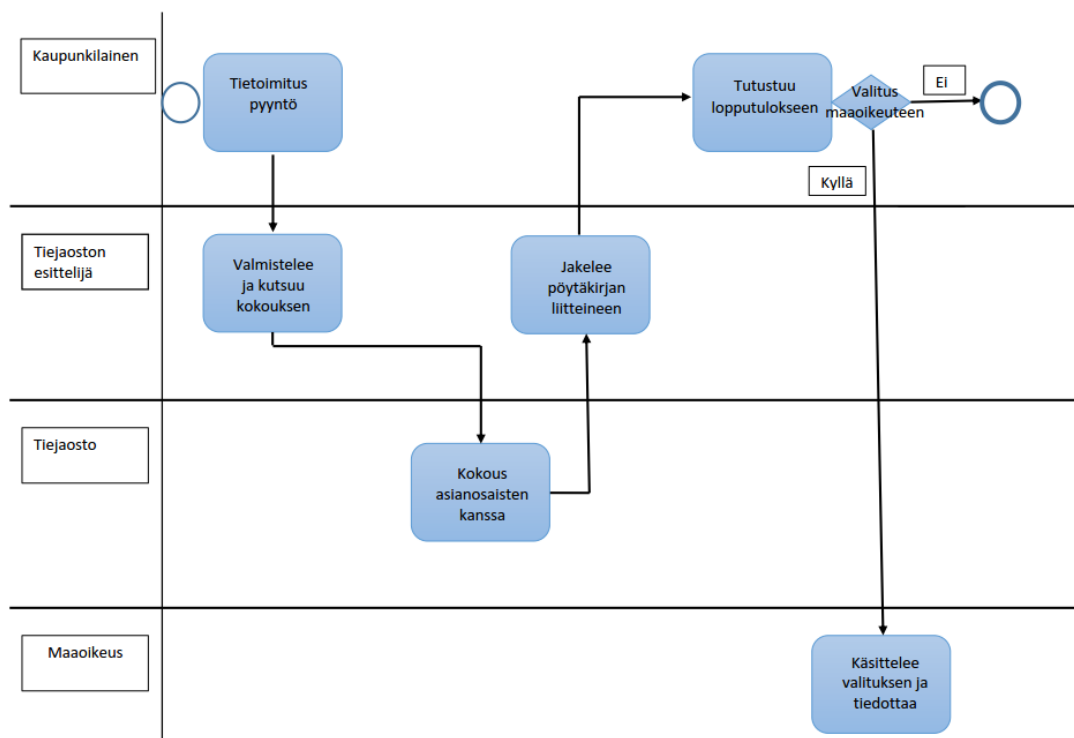 Kaupunkilainen
Tietoimitus
pyyntö
Tutustuu
lopputulokseen
Valitus
maaoikeuteen
Ei
Kyllä
Tiejaoston
esittelijä
Valmistelee
ja kutsuu
kokouksen
Jakelee
pöytäkirjan
liitteineen
Tiejaosto
Kokous
asianosaisten
kanssa
Maaoikeus
Käsittelee
valituksen ja
tiedottaa